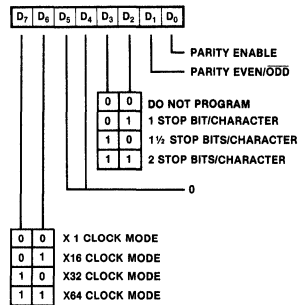 D7 D6 D5 D4 D3 D2 D1 D0
PARITY ENABLE
PARITY EVEN/O̅D̅D̅
0 0 DO NOT PROGRAM
0 1 1 STOP BIT/CHARACTER
1 0 1½ STOP BITS/CHARACTER
1 1 2 STOP BITS/CHARACTER
0
0 0 X 1 CLOCK MODE
0 1 X16 CLOCK MODE
1 0 X32 CLOCK MODE
1 1 X64 CLOCK MODE